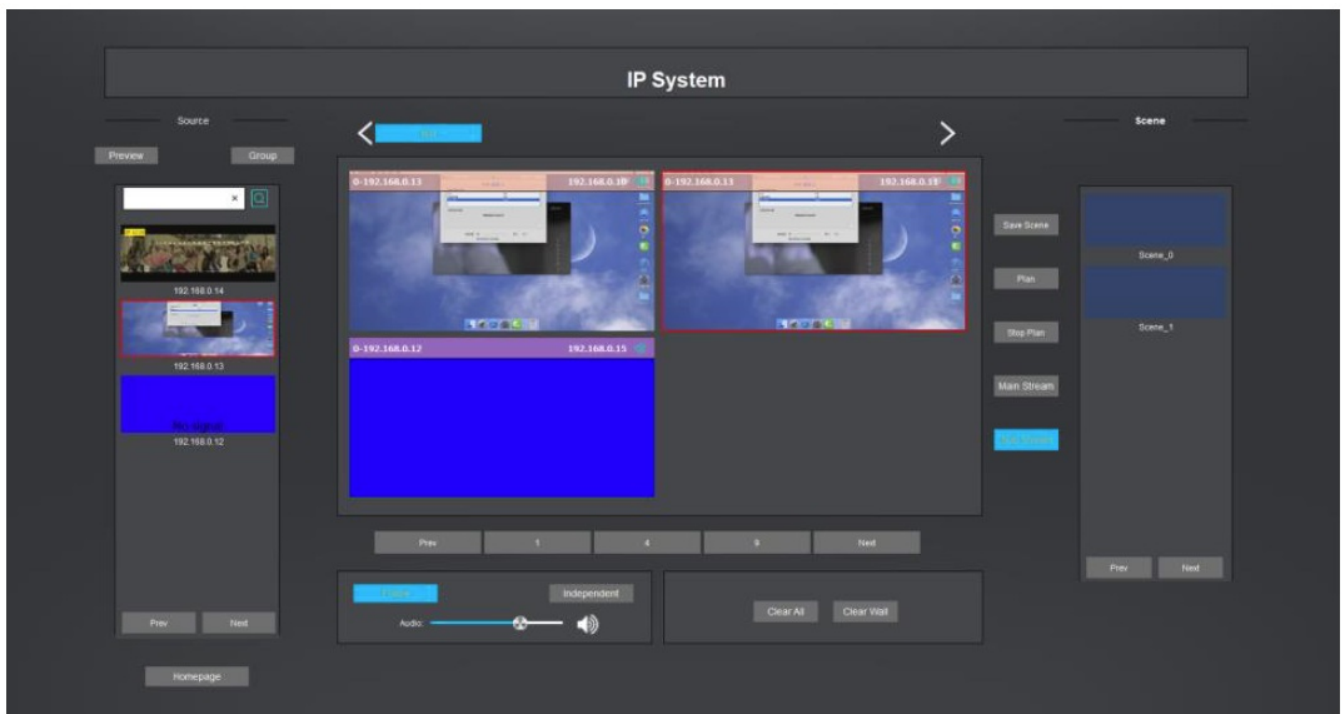 IP System
Source
Scene
Preview
Group
×
0-192.168.0.13
0-192.168.0.13
192.168.0.14
192.168.0.13
No signal
192.168.0.12
0-192.168.0.12 192.168.0.15
Save Scene
Plan
Stop Plan
Main Stream
Sub Stream
Scene_0
Scene_1
Prev 1 4 9 Next
Prev Next
Independent
Audio:
Clear All Clear Wall
Prev Next
Homepage